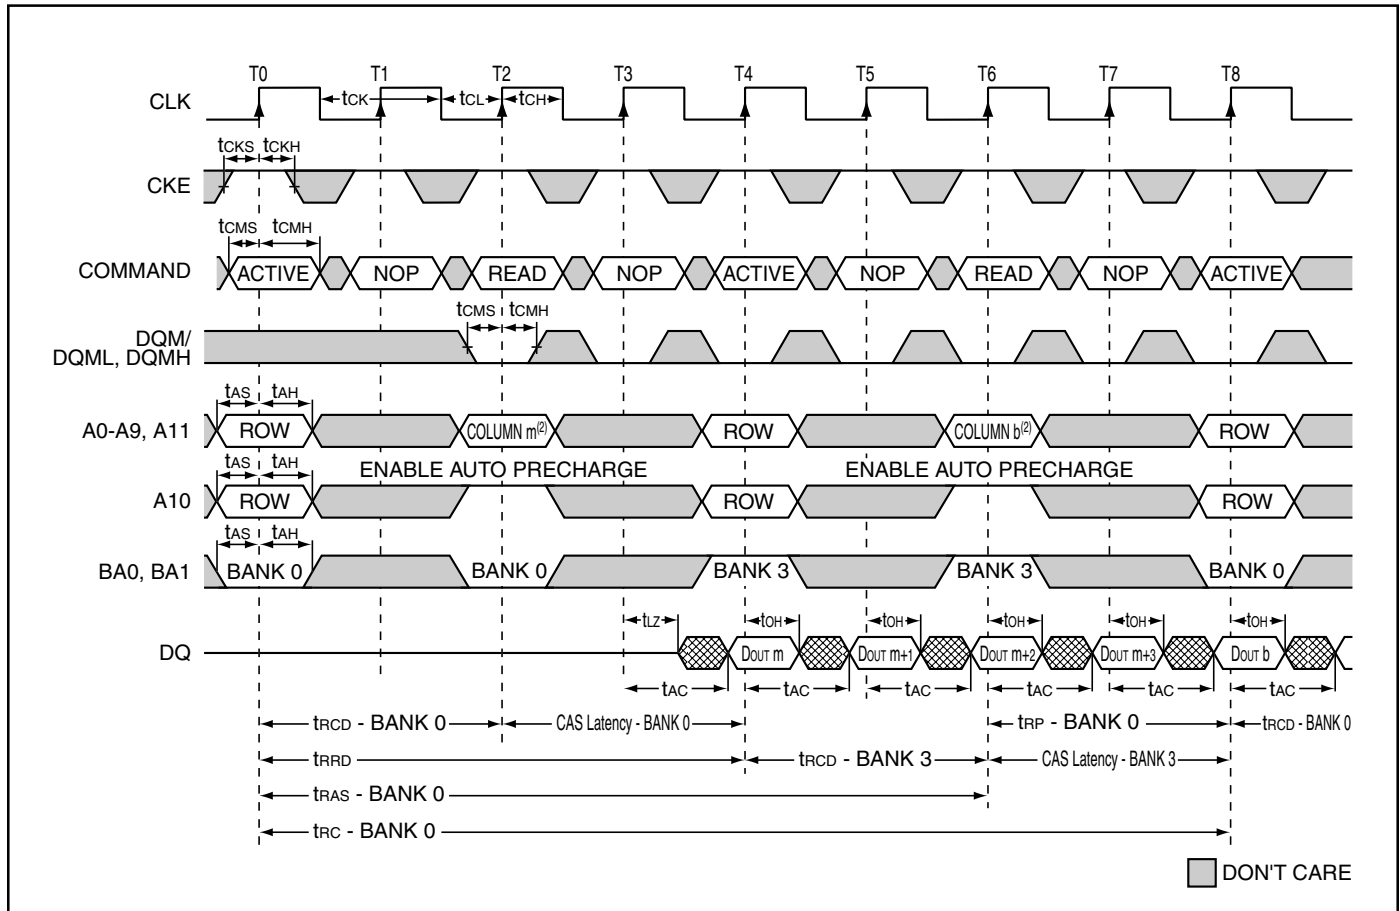 T0 T1 T2 T3 T4 T5 T6 T7 T8
CLK tCK tCL tCH
tCKS tCKH
CKE
tCMS tCMH
COMMAND ACTIVE NOP READ NOP ACTIVE NOP READ NOP ACTIVE
tCMS tCMH
DQM/
DQML, DQMH
tAS tAH
A0-A9, A11 ROW COLUMN m(2) ROW COLUMN b(2) ROW
tAS tAH ENABLE AUTO PRECHARGE ENABLE AUTO PRECHARGE
A10 ROW ROW ROW
tAS tAH
BA0, BA1 BANK 0 BANK 0 BANK 3 BANK 3 BANK 0
tLZ tOH tOH tOH tOH tOH
DQ DOUT m DOUT m+1 DOUT m+2 DOUT m+3 DOUT b
tAC tAC tAC tAC tAC tAC
tRCD - BANK 0 CAS Latency - BANK 0 tRP - BANK 0 tRCD - BANK 0
tRRD tRCD - BANK 3 CAS Latency - BANK 3
tRAS - BANK 0
tRC - BANK 0
DON'T CARE